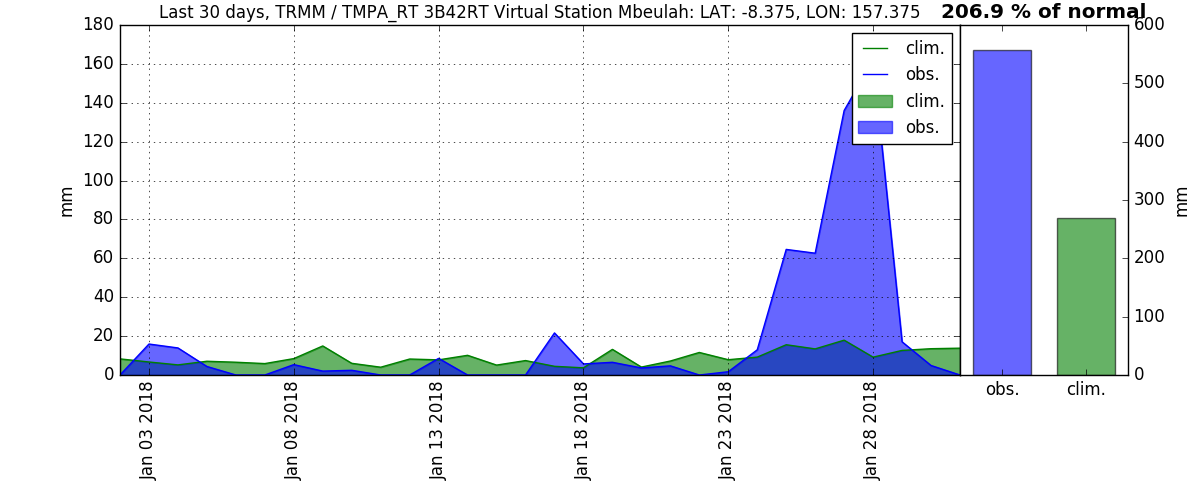 Last 30 days, TRMM / TMPA_RT 3B42RT Virtual Station Mbeulah: LAT: -8.375, LON: 157.375
206.9 % of normal
180
160
140
120
100
80
60
40
20
0
mm
clim.
obs.
clim.
obs.
Jan 03 2018
Jan 08 2018
Jan 13 2018
Jan 18 2018
Jan 23 2018
Jan 28 2018
600
500
400
300
200
100
0
mm
obs.
clim.